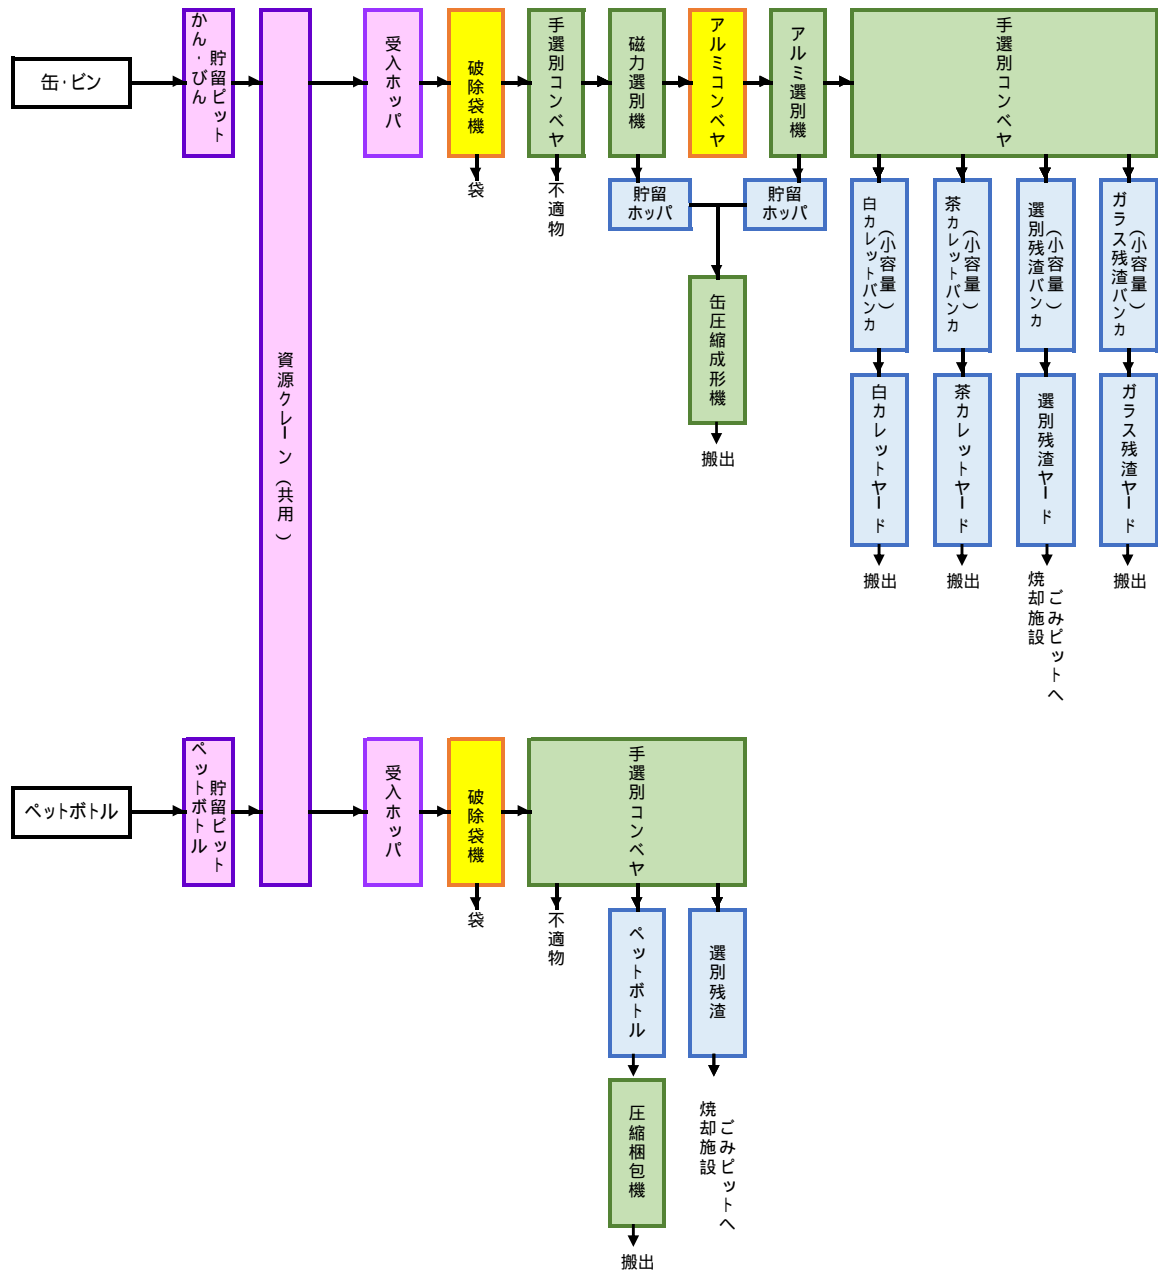 缶・ビン
かん・びん
貯留ピット
資源クレーン（共用）
受入ホッパ
破除袋機
袋
手選別コンベヤ
不適物
磁力選別機
貯留
ホッパ
アルミコンベヤ
アルミ選別機
貯留
ホッパ
缶圧縮成形機
搬出
手選別コンベヤ
白カレットバンカ
（小容量）
白カレットヤード
搬出
茶カレットバンカ
（小容量）
茶カレットヤード
搬出
選別残渣バンカ
（小容量）
選別残渣ヤード
焼却施設
ごみピットへ
ガラス残渣バンカ
（小容量）
ガラス残渣ヤード
搬出
ペットボトル
ペットボトル
貯留ピット
受入ホッパ
破除袋機
袋
手選別コンベヤ
不適物
ペットボトル
圧縮梱包機
搬出
選別残渣
焼却施設
ごみピットへ